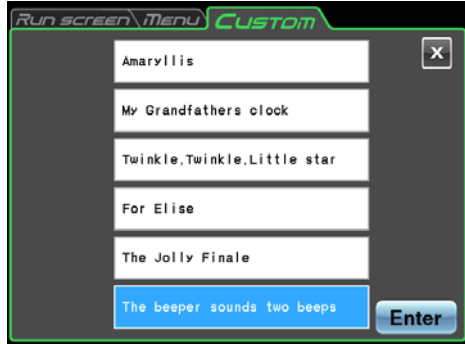 Run screen Menu Custom
X
Amaryllis
My Grandfathers clock
Twinkle,Twinkle,Little star
For Elise
The Jolly Finale
The beeper sounds two beeps
Enter